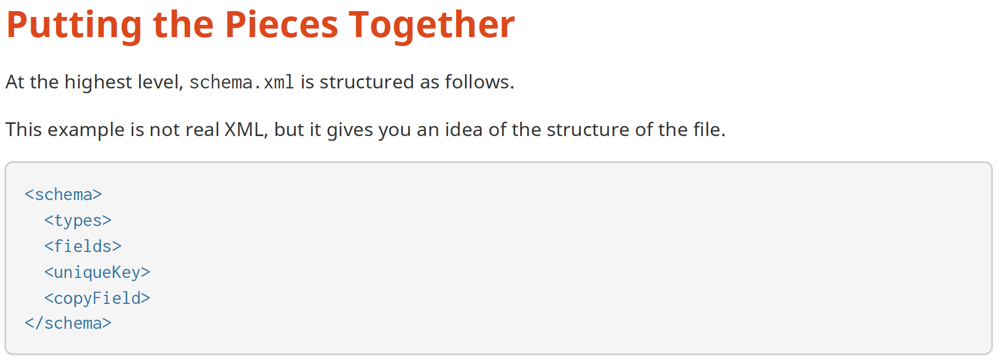 Putting the Pieces Together
At the highest level, schema.xml is structured as follows.
This example is not real XML, but it gives you an idea of the structure of the file.
<schema>
  <types>
  <fields>
  <uniqueKey>
  <copyField>
</schema>